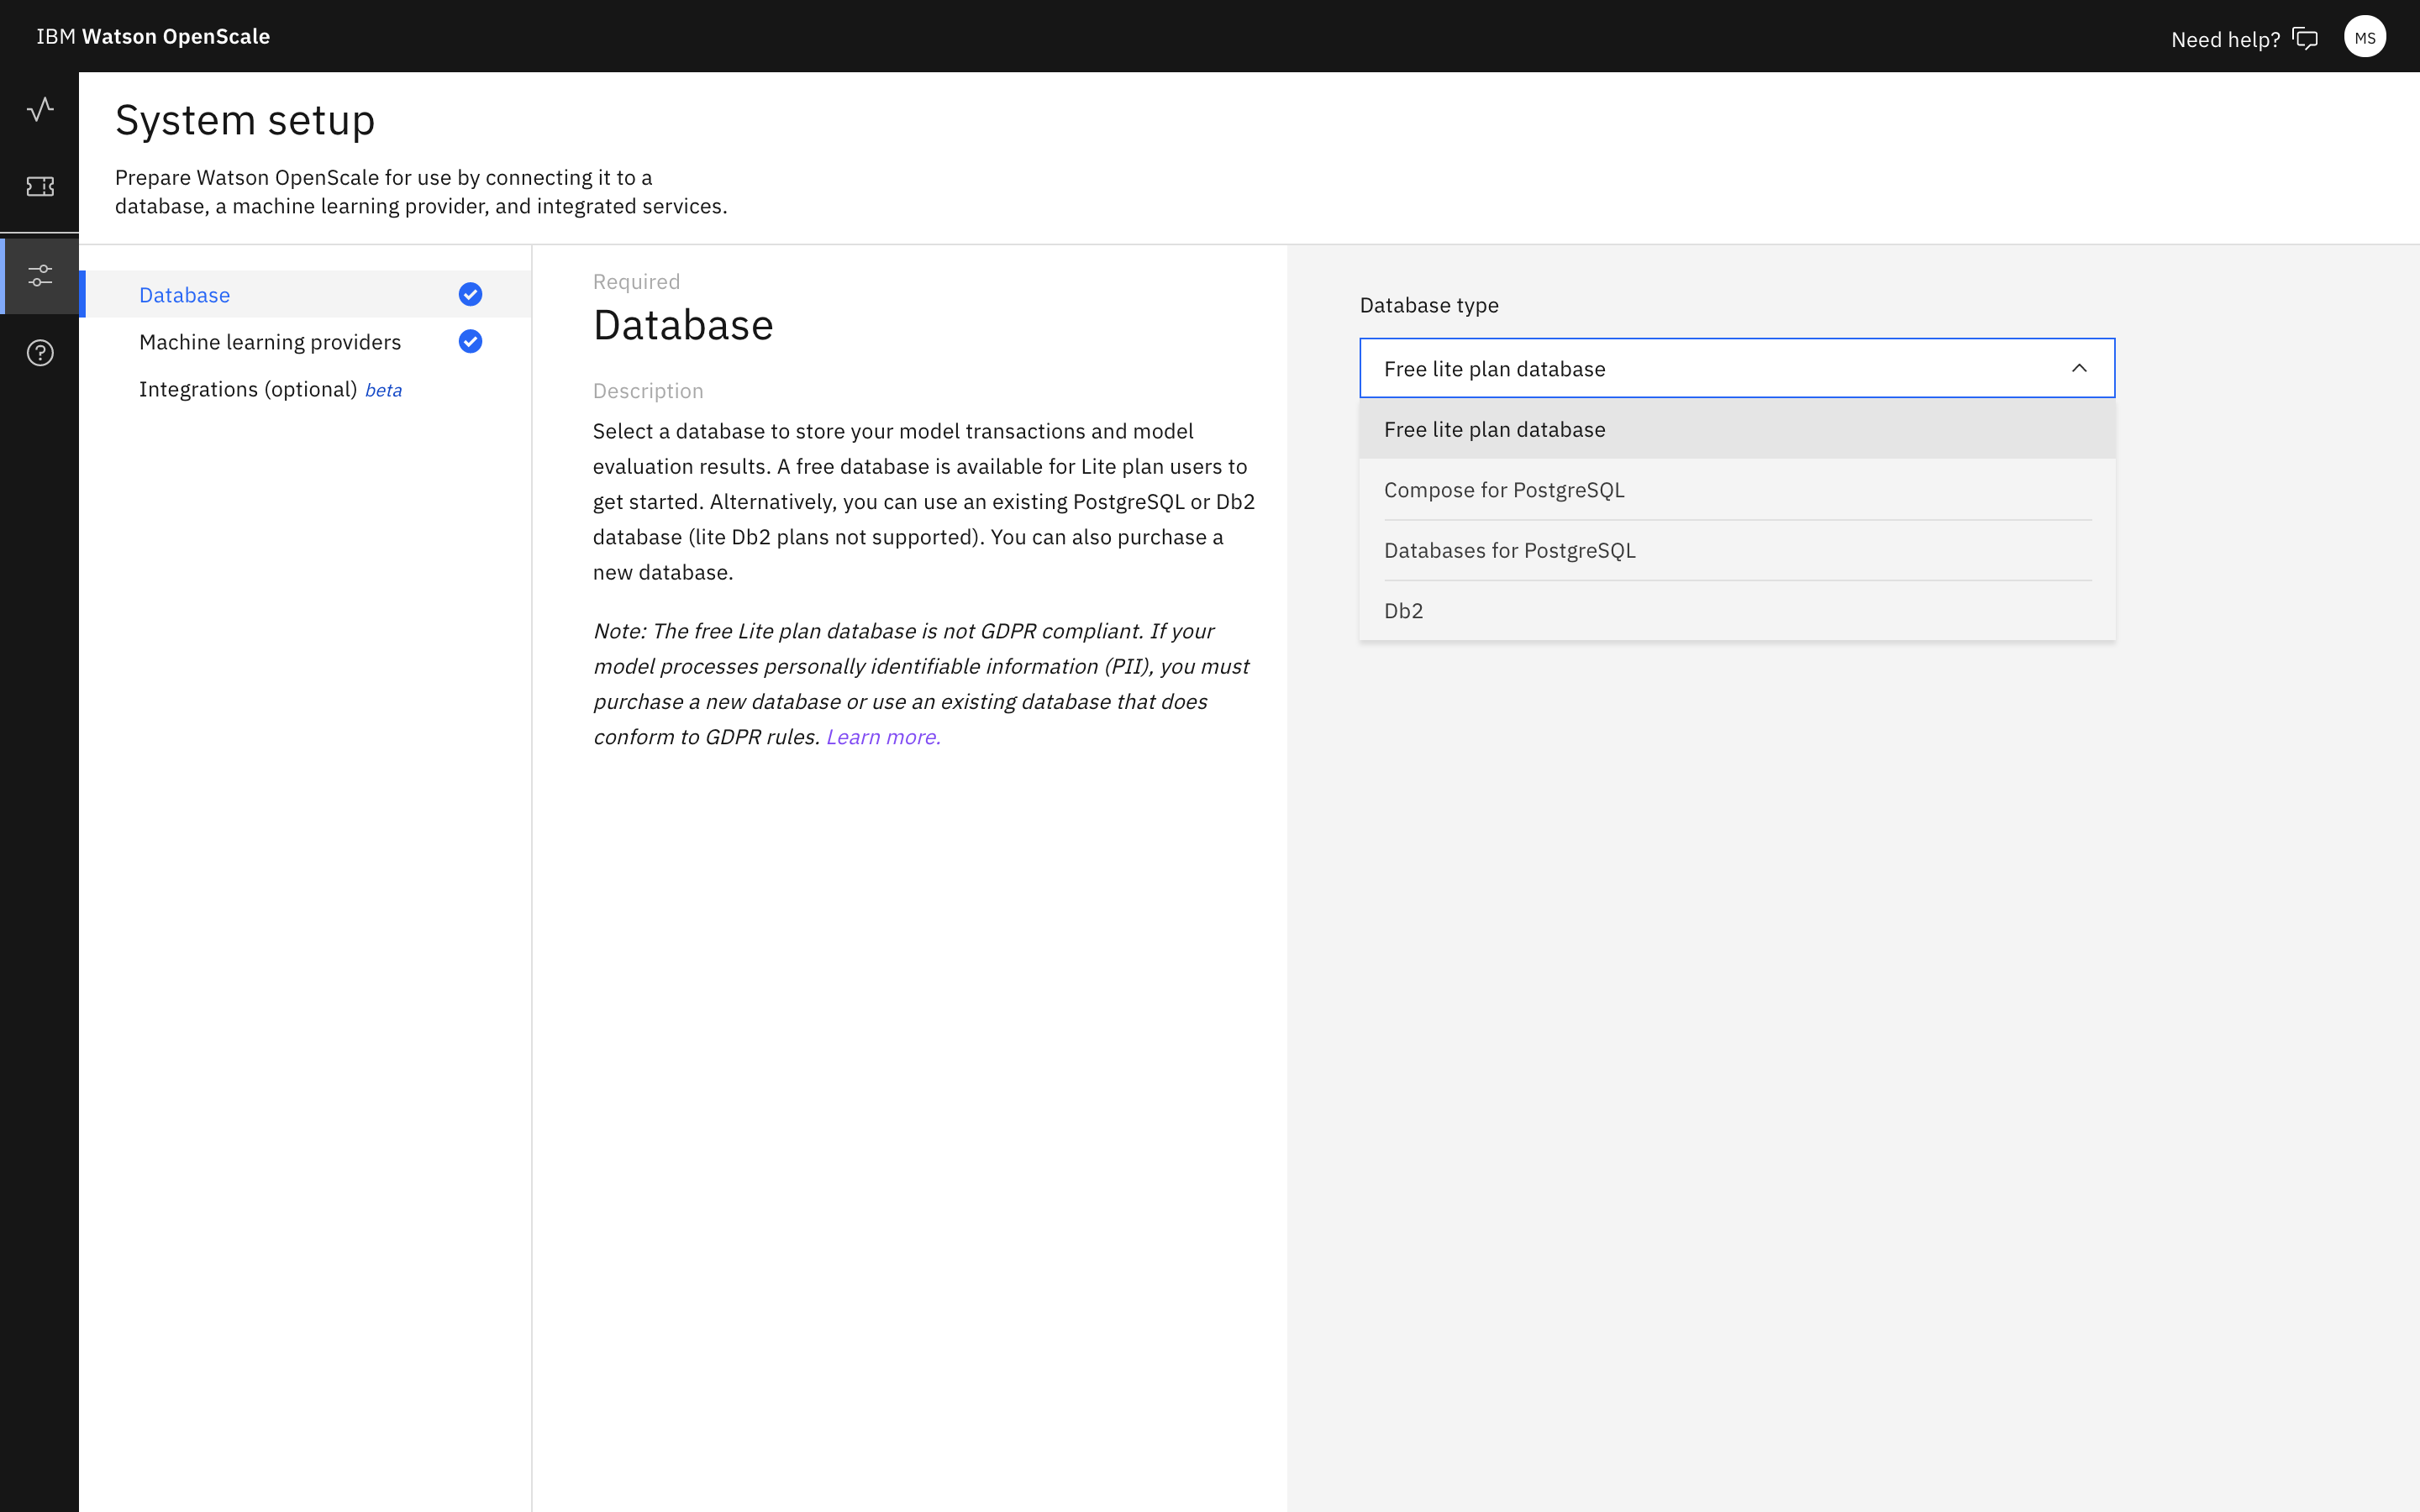 IBM Watson OpenScale
Need help?
MS
System setup
Prepare Watson OpenScale for use by connecting it to a
database, a machine learning provider, and integrated services.
Database
Machine learning providers
Integrations (optional) beta
Required
Database
Description
Select a database to store your model transactions and model
evaluation results. A free database is available for Lite plan users to
get started. Alternatively, you can use an existing PostgreSQL or Db2
database (lite Db2 plans not supported). You can also purchase a
new database.
Note: The free Lite plan database is not GDPR compliant. If your
model processes personally identifiable information (PII), you must
purchase a new database or use an existing database that does
conform to GDPR rules. Learn more.
Database type
Free lite plan database
Free lite plan database
Compose for PostgreSQL
Databases for PostgreSQL
Db2